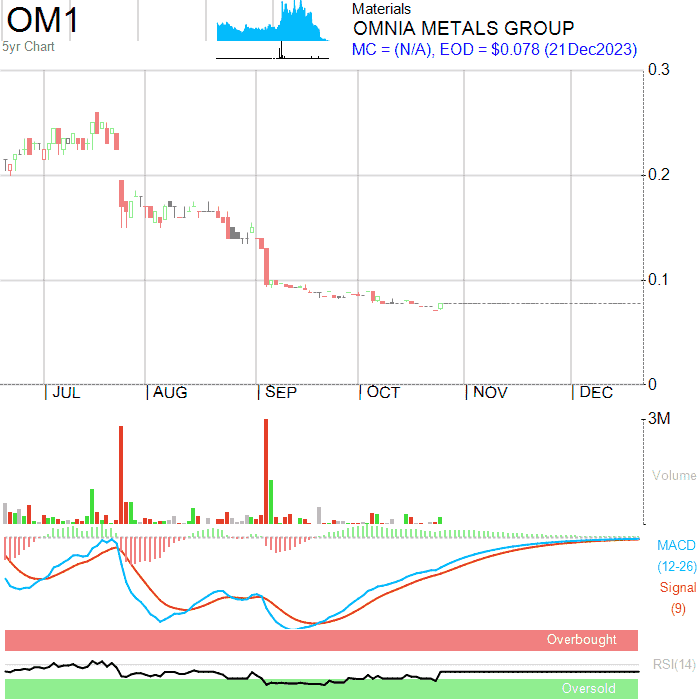 OM1
5yr Chart
Materials
OMNIA METALS GROUP
MC = (N/A), EOD = $0.078 (21Dec2023)
0.3
0.2
0.1
0
JUL AUG SEP OCT NOV DEC
3M
Volume
MACD
(12-26)
Signal
(9)
Overbought
RSI(14)
Oversold